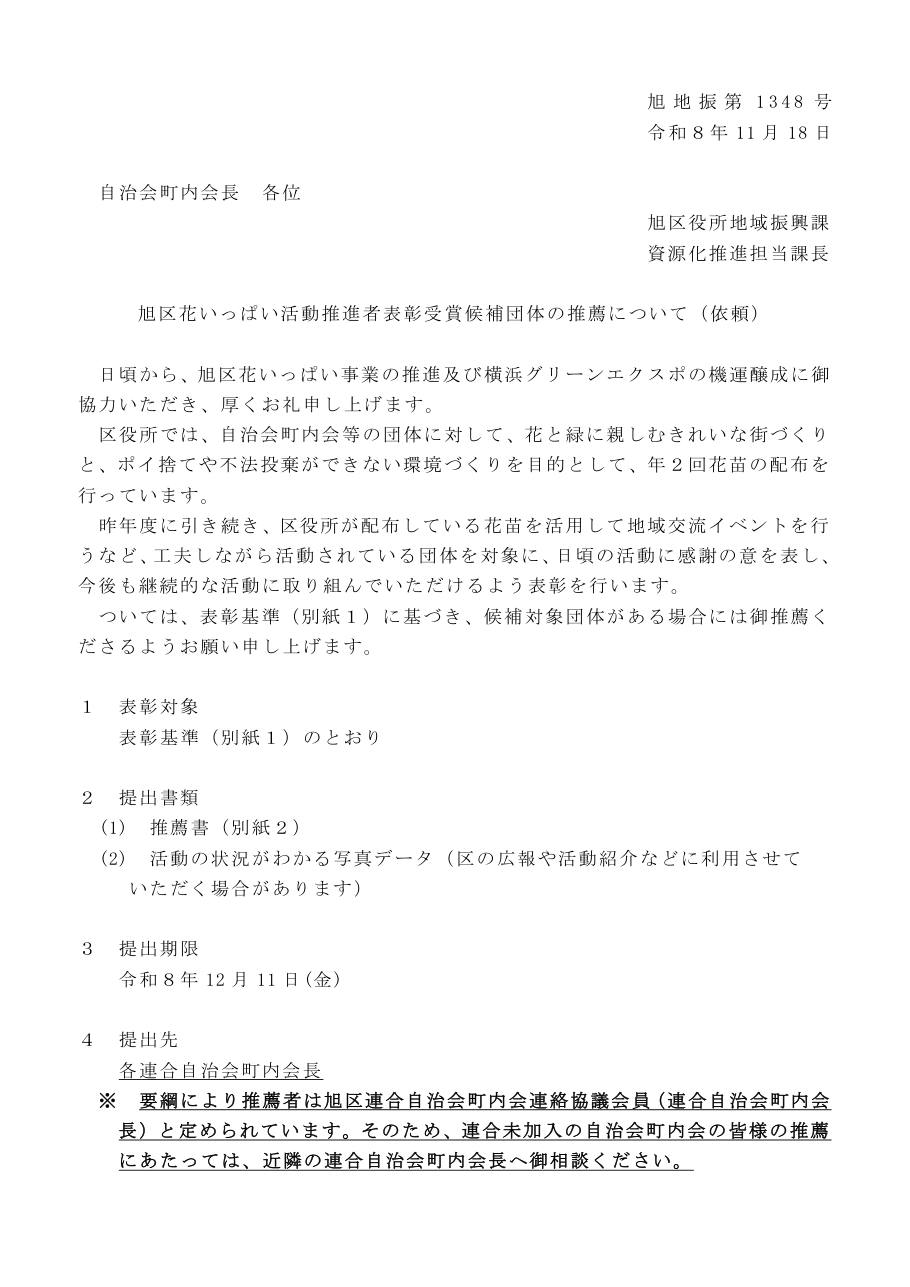 旭地振第 1348 号
令和８年 11 月 18 日
自治会町内会長　各位
旭区役所地域振興課
資源化推進担当課長
旭区花いっぱい活動推進者表彰受賞候補団体の推薦について（依頼）
日頃から、旭区花いっぱい事業の推進及び横浜グリーンエクスポの機運醸成に御
協力いただき、厚くお礼申し上げます。
区役所では、自治会町内会等の団体に対して、花と緑に親しむきれいな街づくり
と、ポイ捨てや不法投棄ができない環境づくりを目的として、年２回花苗の配布を
行っています。
昨年度に引き続き、区役所が配布している花苗を活用して地域交流イベントを行
うなど、工夫しながら活動されている団体を対象に、日頃の活動に感謝の意を表し、
今後も継続的な活動に取り組んでいただけるよう表彰を行います。
ついては、表彰基準（別紙１）に基づき、候補対象団体がある場合には御推薦く
ださるようお願い申し上げます。
１　表彰対象
表彰基準（別紙１）のとおり
２　提出書類
(1)　推薦書（別紙２）
(2)　活動の状況がわかる写真データ（区の広報や活動紹介などに利用させて
いただく場合があります）
３　提出期限
令和８年 12 月 11 日（金）
４　提出先
各連合自治会町内会長
※　要綱により推薦者は旭区連合自治会町内会連絡協議会員（連合自治会町内会
長）と定められています。そのため、連合未加入の自治会町内会の皆様の推薦
にあたっては、近隣の連合自治会町内会長へ御相談ください。